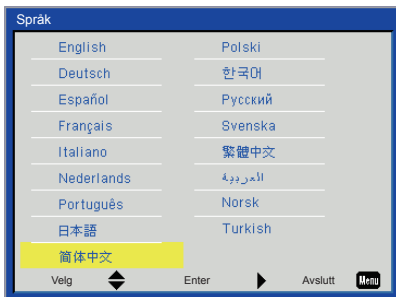 Språk
English
Deutsch
Español
Français
Italiano
Nederlands
Português
日本語
简体中文
Polski
한국어
Русский
Svenska
繁體中文
العربية
Norsk
Turkish
Velg Enter Avslutt Menu